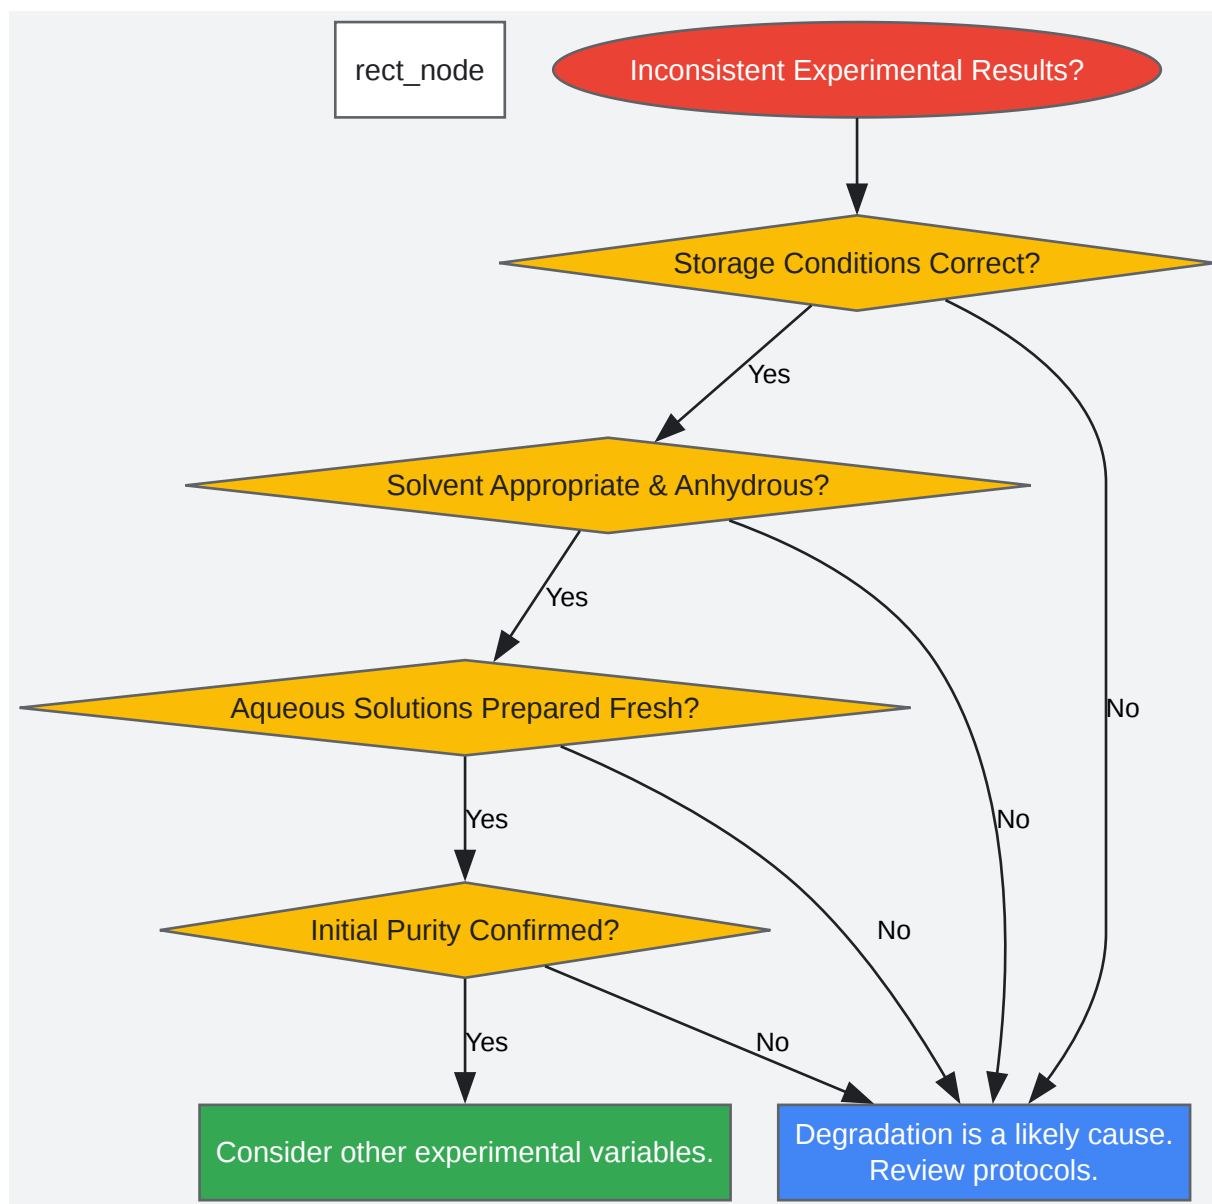 rect_node
Inconsistent Experimental Results?
Storage Conditions Correct?
Yes
Solvent Appropriate & Anhydrous?
Yes
Aqueous Solutions Prepared Fresh?
No
Yes
No
Initial Purity Confirmed?
No
Yes
No
Consider other experimental variables.
Degradation is a likely cause.
Review protocols.